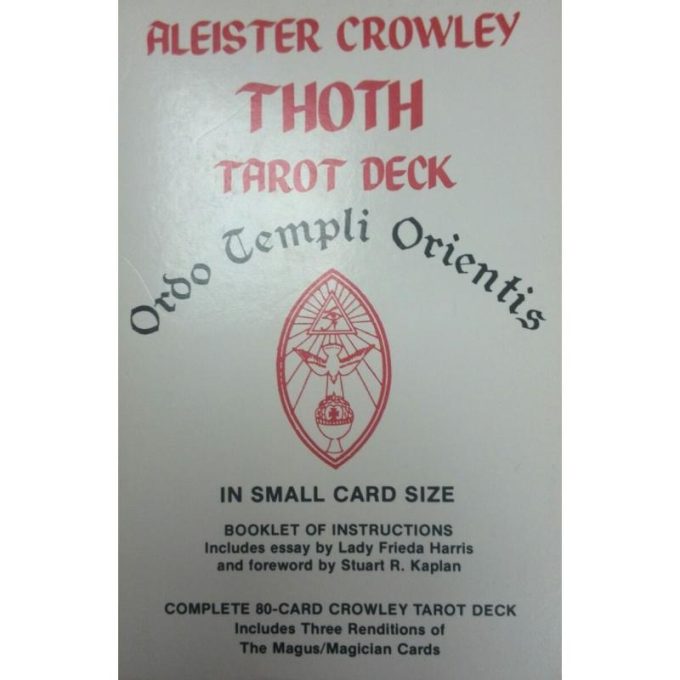 ALEISTER CROWLEY
THOTH
TAROT DECK
Ordo Templi Orientis
IN SMALL CARD SIZE
BOOKLET OF INSTRUCTIONS
Includes essay by Lady Frieda Harris
and foreword by Stuart R. Kaplan
COMPLETE 80-CARD CROWLEY TAROT DECK
Includes Three Renditions of
The Magus/Magician Cards